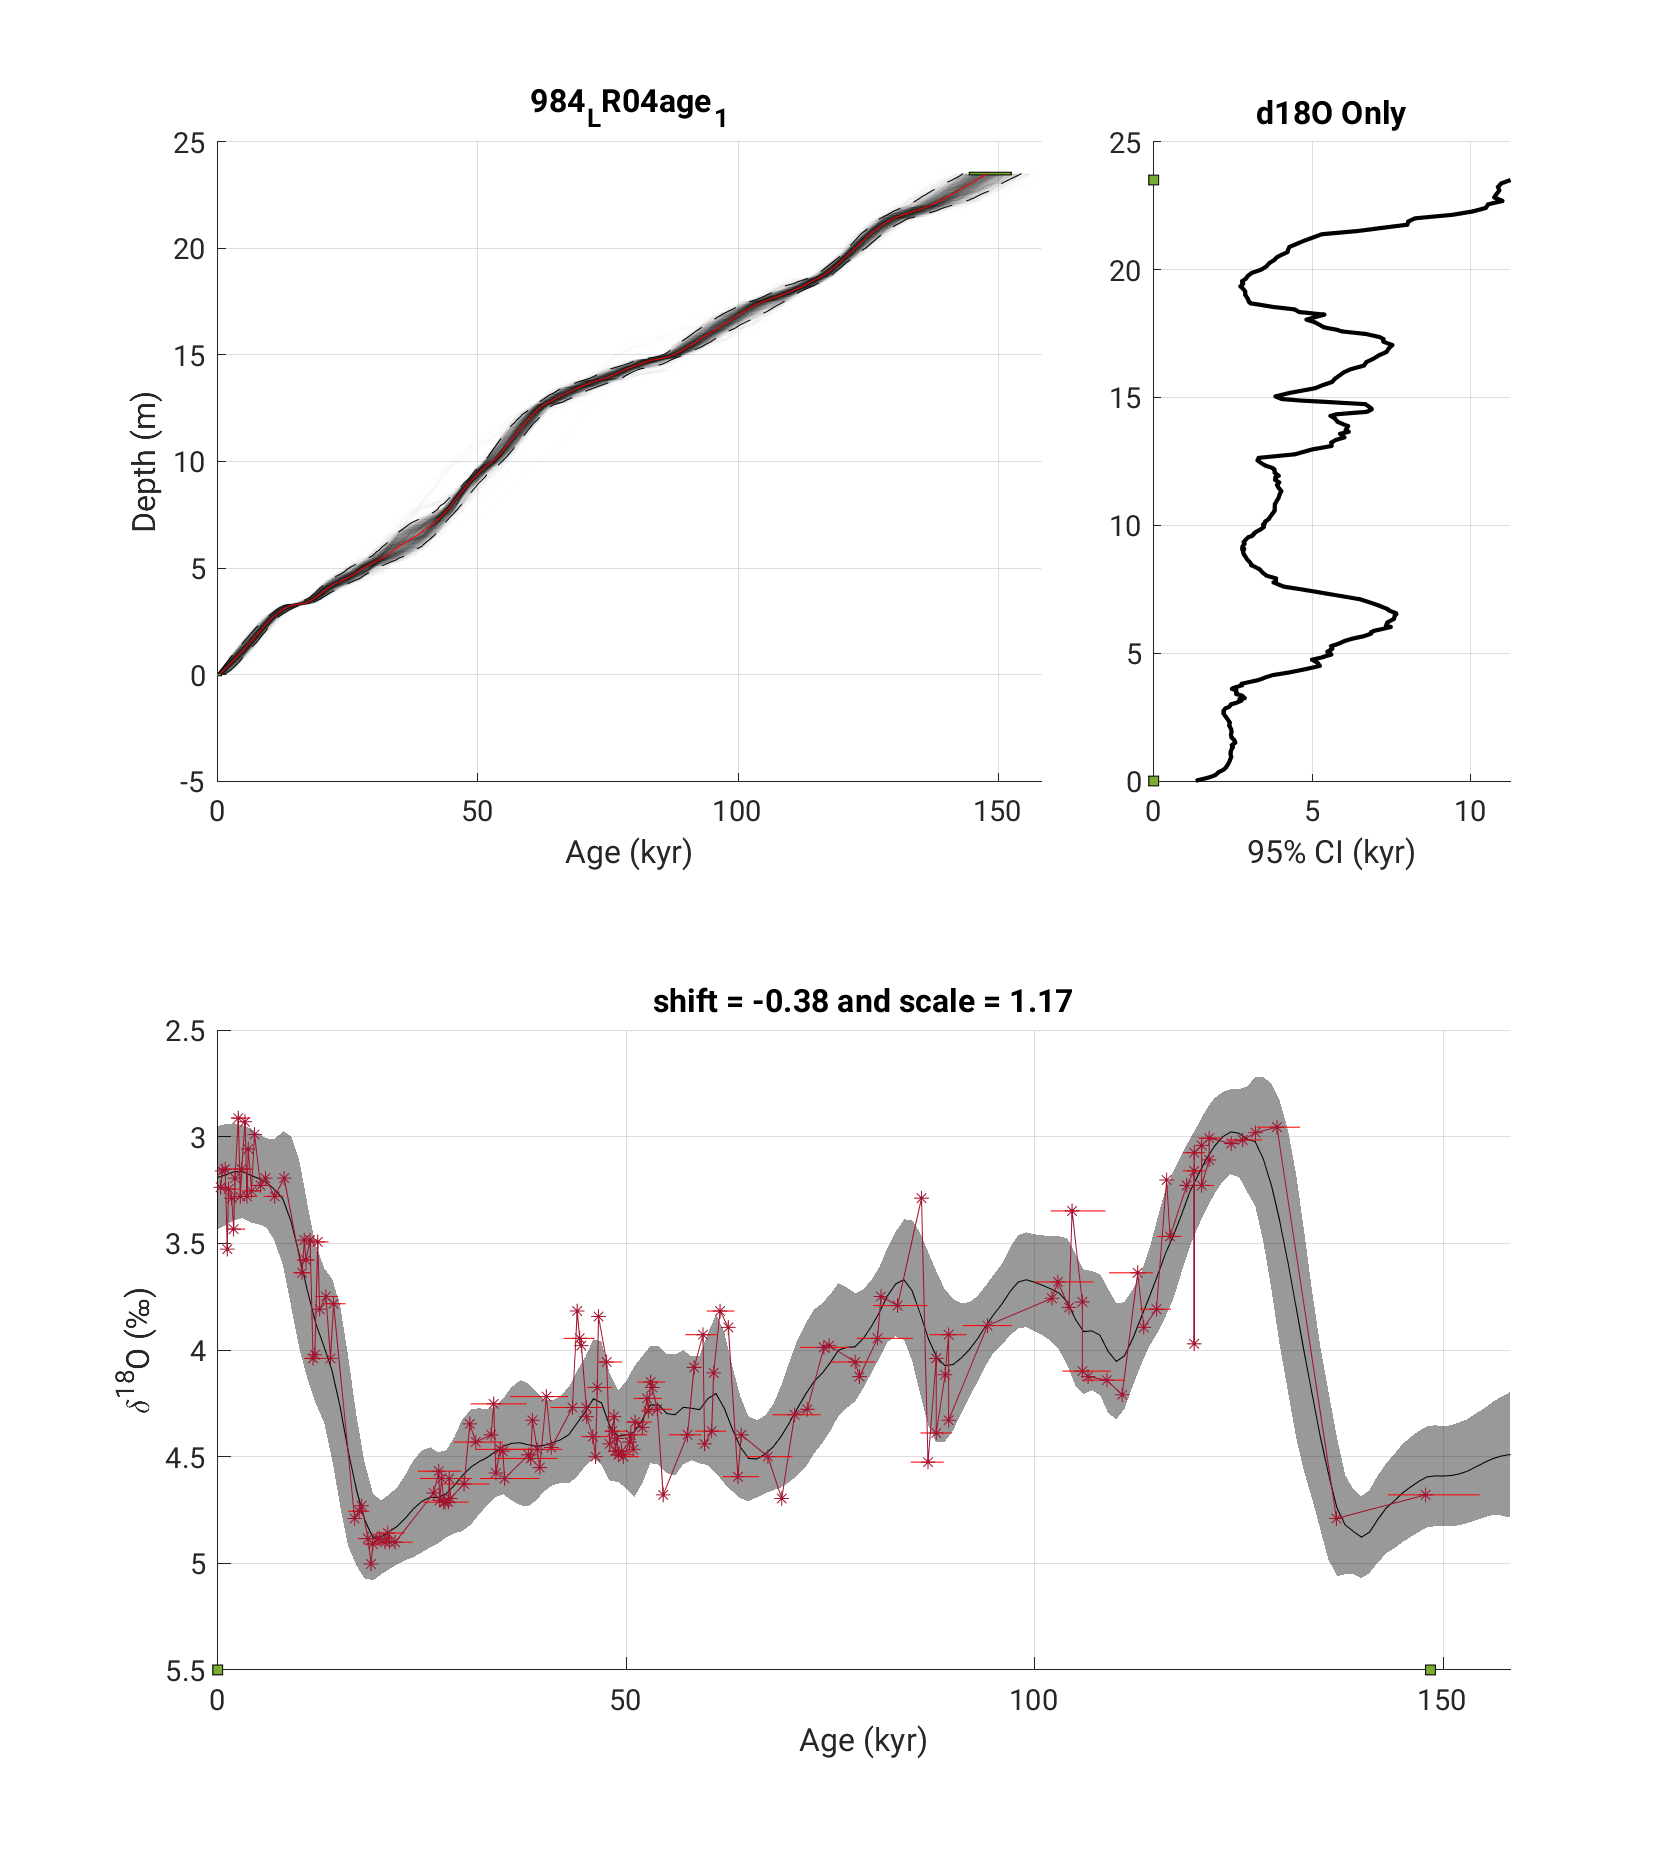 984LR04age1
25
20
15
10
5
0
-5
0 50 100 150
Depth (m)
Age (kyr)
d18O Only
25
20
15
10
5
0
0 5 10
95% CI (kyr)
shift = -0.38 and scale = 1.17
2.5
3
3.5
4
4.5
5
5.5
0 50 100 150
δ18O (‰)
Age (kyr)